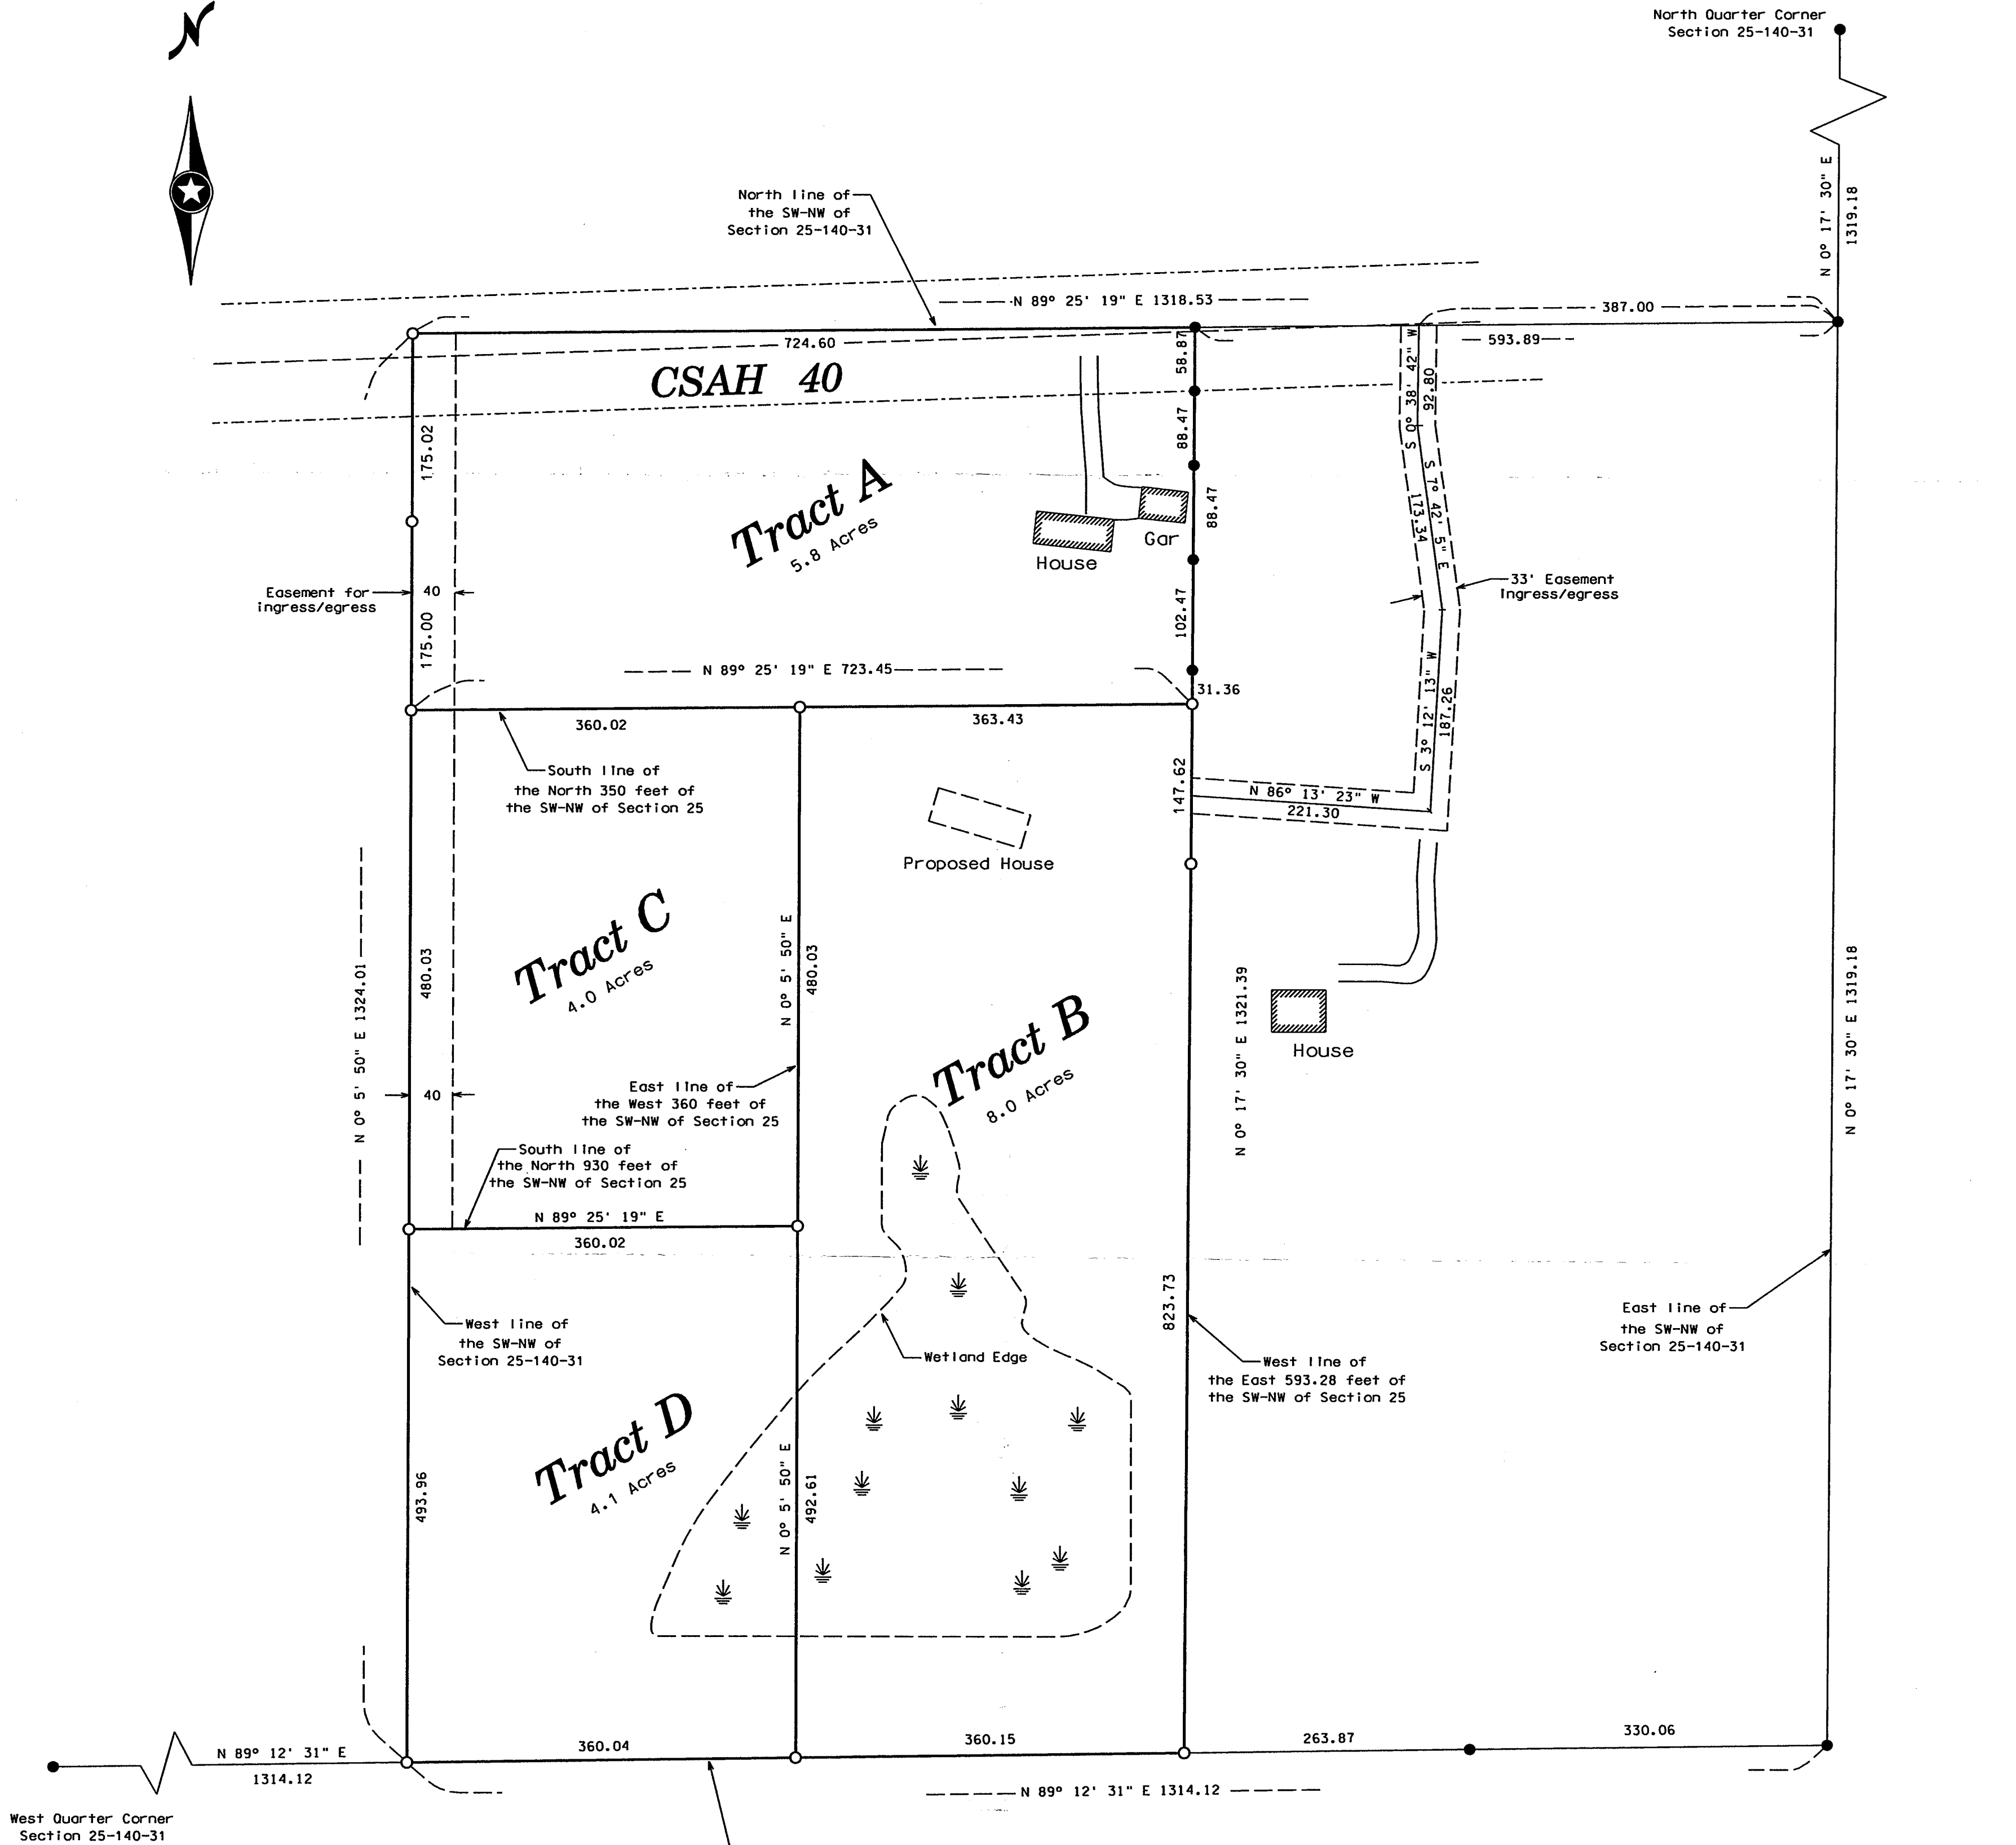 North Quarter Corner
Section 25-140-31
N
N 0° 17' 30" E
1319.18
North line of
the SW-NW of
Section 25-140-31
N 89° 25' 19" E 1318.53
387.00
593.89
724.60
CSAH 40
58.87
S 0° 38' 42" W
92.80
175.02
88.47
Tract A
5.8 Acres
88.47
S 7° 42' 5" E
173.34
House
Gar
Easement for
ingress/egress
40
33' Easement
Ingress/egress
175.00
102.47
N 89° 25' 19" E 723.45
31.36
S 3° 12' 13" W
187.26
360.02
363.43
South line of
the North 350 feet of
the SW-NW of Section 25
147.62
N 86° 13' 23" W
221.30
Proposed House
Tract C
4.0 Acres
480.03
N 0° 5' 50" E
480.03
N 0° 5' 50" E 1324.01
Tract B
8.0 Acres
N 0° 17' 30" E 1321.39
House
N 0° 17' 30" E 1319.18
40
East line of
the West 360 feet of
the SW-NW of Section 25
South line of
the North 930 feet of
the SW-NW of Section 25
N 89° 25' 19" E
360.02
West line of
the SW-NW of
Section 25-140-31
Wetland Edge
823.73
West line of
the East 593.28 feet of
the SW-NW of Section 25
East line of
the SW-NW of
Section 25-140-31
Tract D
4.1 Acres
493.96
N 0° 5' 50" E
492.61
N 89° 12' 31" E
1314.12
360.04
360.15
263.87
330.06
N 89° 12' 31" E 1314.12
West Quarter Corner
Section 25-140-31